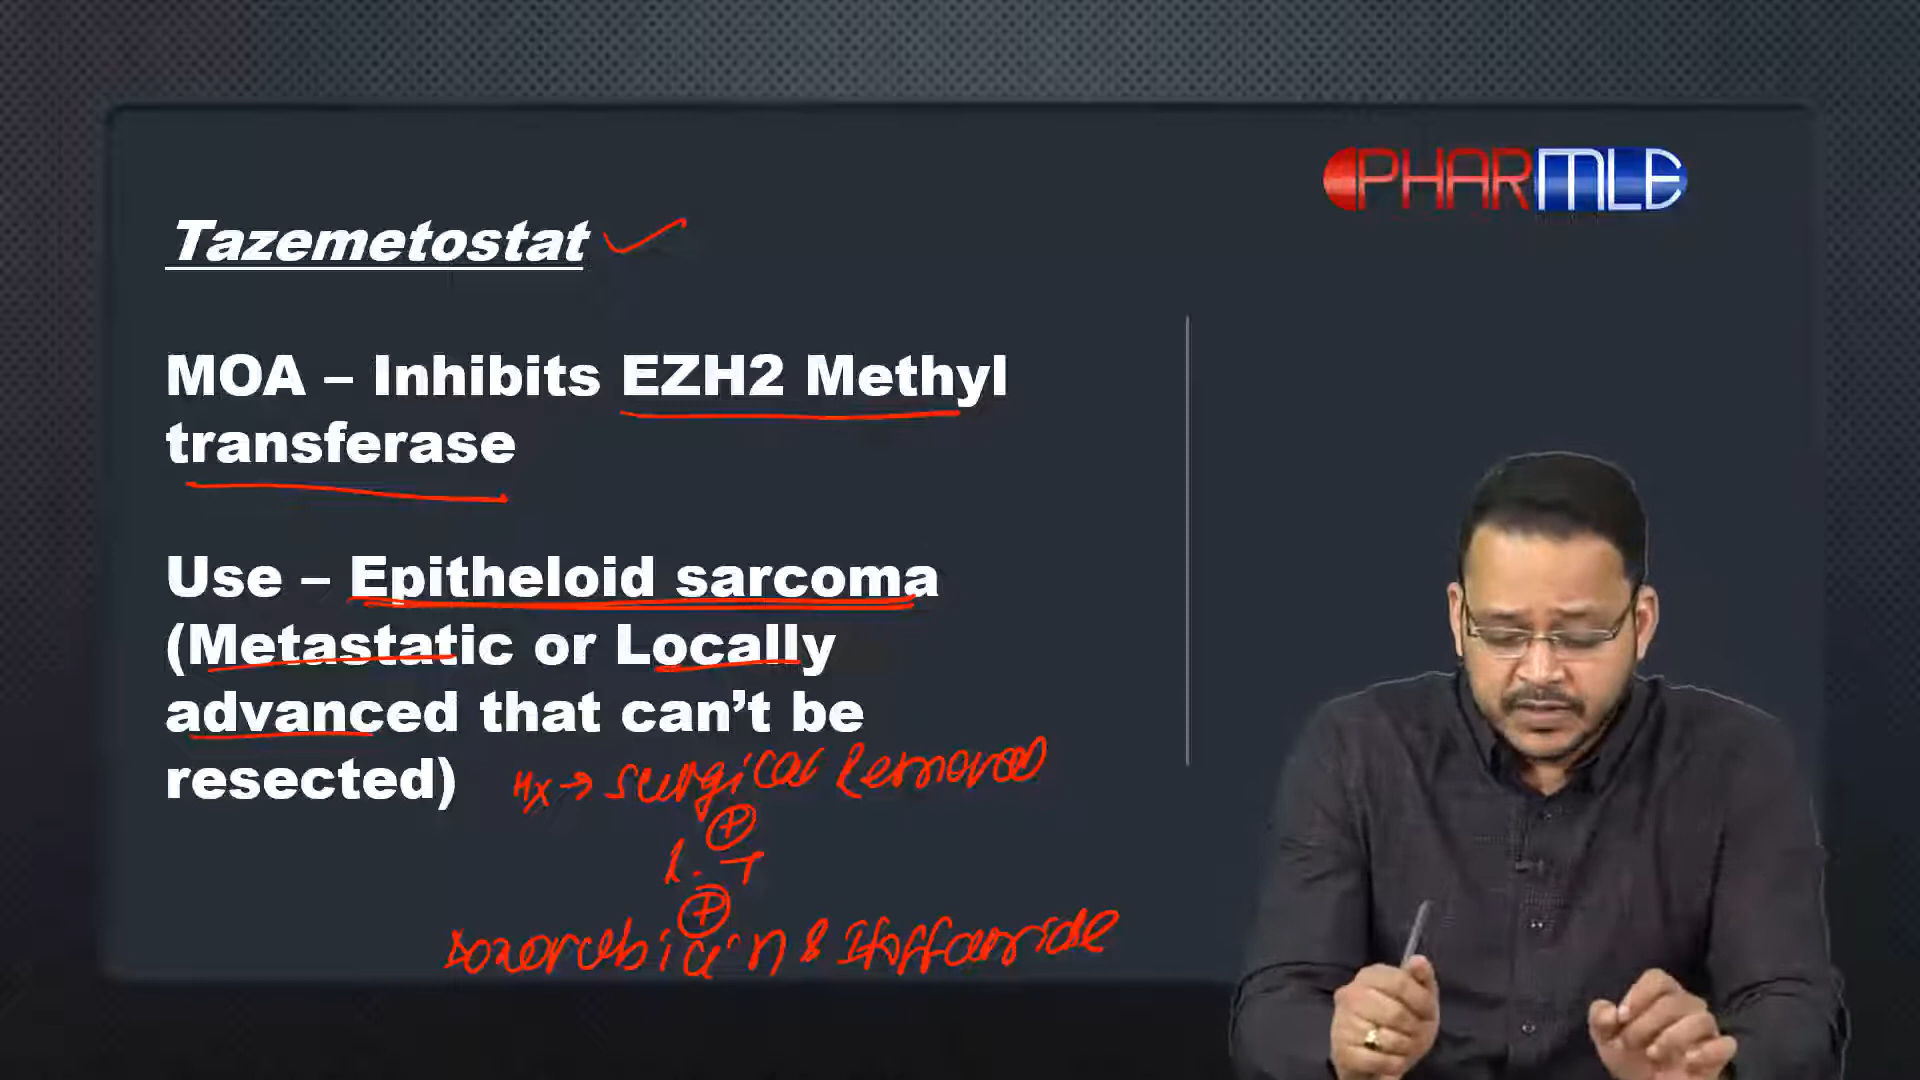 PHARMLE
Tazemetostat
MOA – Inhibits EZH2 Methyl
transferase
Use – Epitheloid sarcoma
(Metastatic or Locally
advanced that can't be
resected)
surgical Removal
+
R.T
+
Doxorubicin &